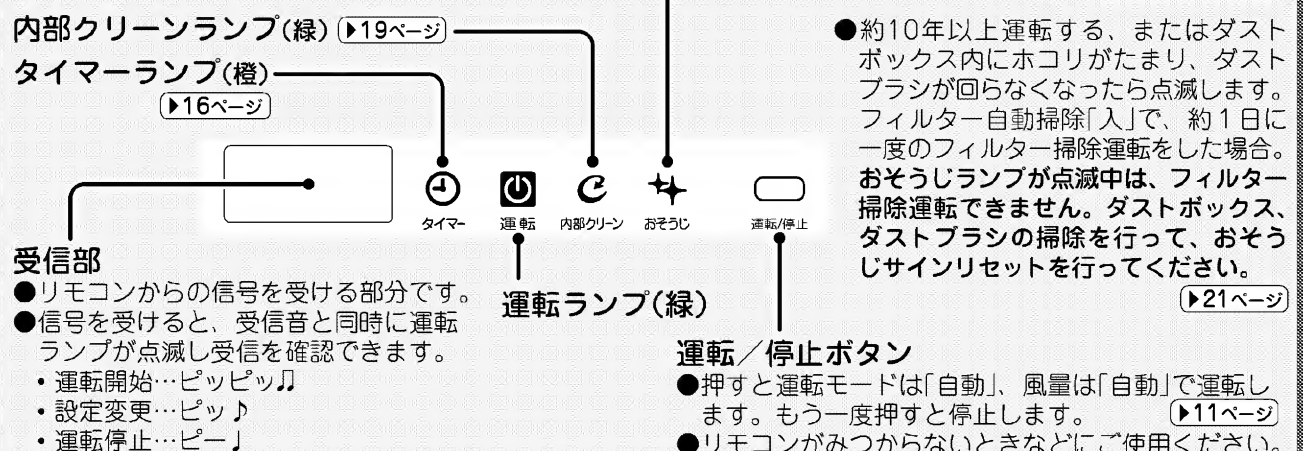 内部クリーンランプ(緑) ▶19ページ
タイマーランプ(橙)
▶16ページ
●約10年以上運転する、またはダスト
ボックス内にホコリがたまり、ダスト
ブラシが回らなくなったら点滅します。
フィルター自動掃除「入」で、約1日に
一度のフィルター掃除運転をした場合。
おそうじランプが点滅中は、フィルター
掃除運転できません。ダストボックス、
ダストブラシの掃除を行って、おそう
じサインリセットを行ってください。
▶21ページ
タイマー 運転 内部クリーン おそうじ 運転/停止
受信部
●リモコンからの信号を受ける部分です。
●信号を受けると、受信音と同時に運転
ランプが点滅し受信を確認できます。
・運転開始…ピッピッ♫
・設定変更…ピッ♪
・運転停止…ピー♩
運転ランプ(緑)
運転／停止ボタン
●押すと運転モードは「自動」、風量は「自動」で運転し
ます。もう一度押すと停止します。 ▶11ページ
●リモコンがみつからないときなどにご使用ください。